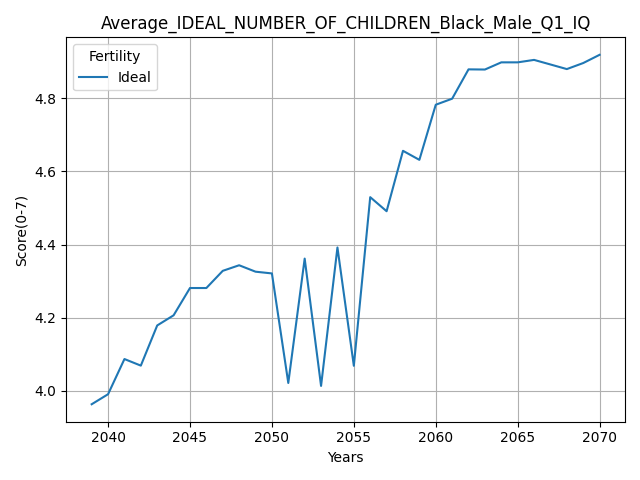 Average_IDEAL_NUMBER_OF_CHILDREN_Black_Male_Q1_IQ
Fertility
Ideal
4.8
4.6
4.4
4.2
4.0
Score(0-7)
2040 2045 2050 2055 2060 2065 2070
Years